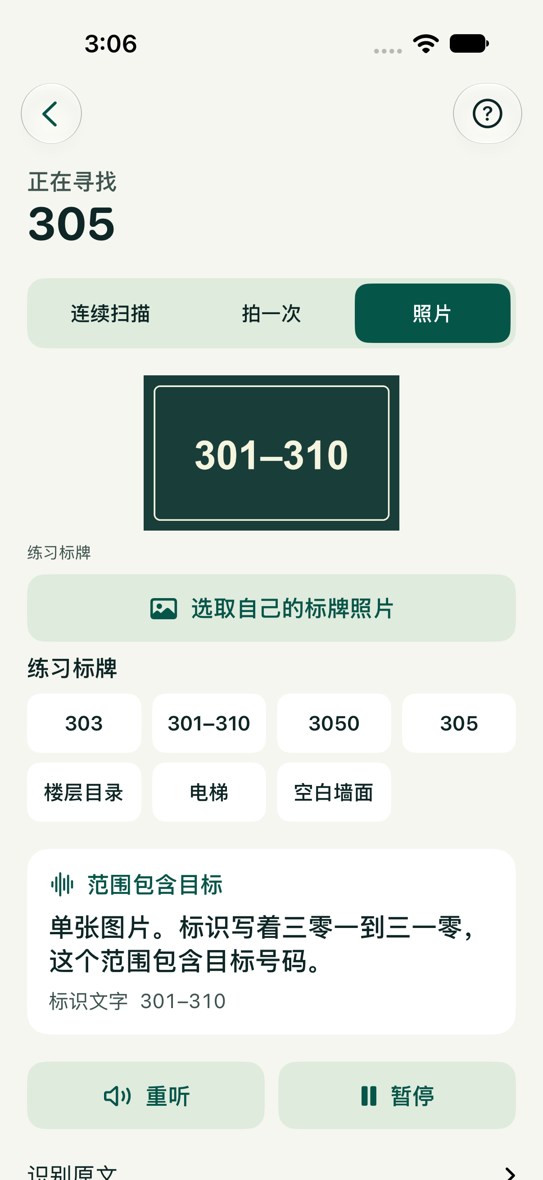 3:06
正在寻找
305
连续扫描 拍一次 照片
301–310
练习标牌
选取自己的标牌照片
练习标牌
303 301–310 3050 305
楼层目录 电梯 空白墙面
范围包含目标
单张图片。标识写着三零一到三一零，
这个范围包含目标号码。
标识文字 301–310
重听 暂停
识别原文